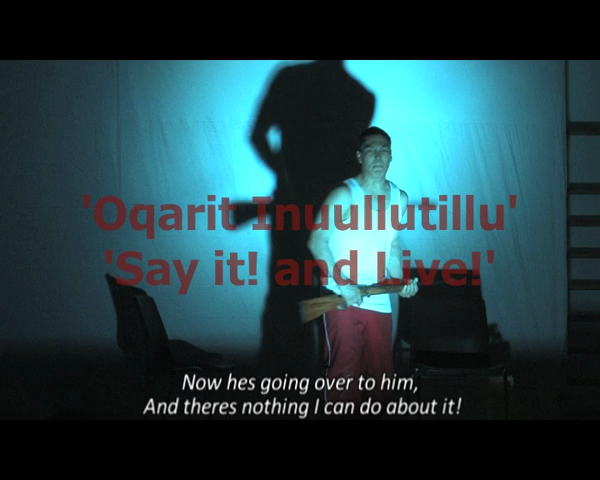 'Oqarit Inuullutillu'
'Say it! and Live!'
Now hes going over to him,
And theres nothing I can do about it!